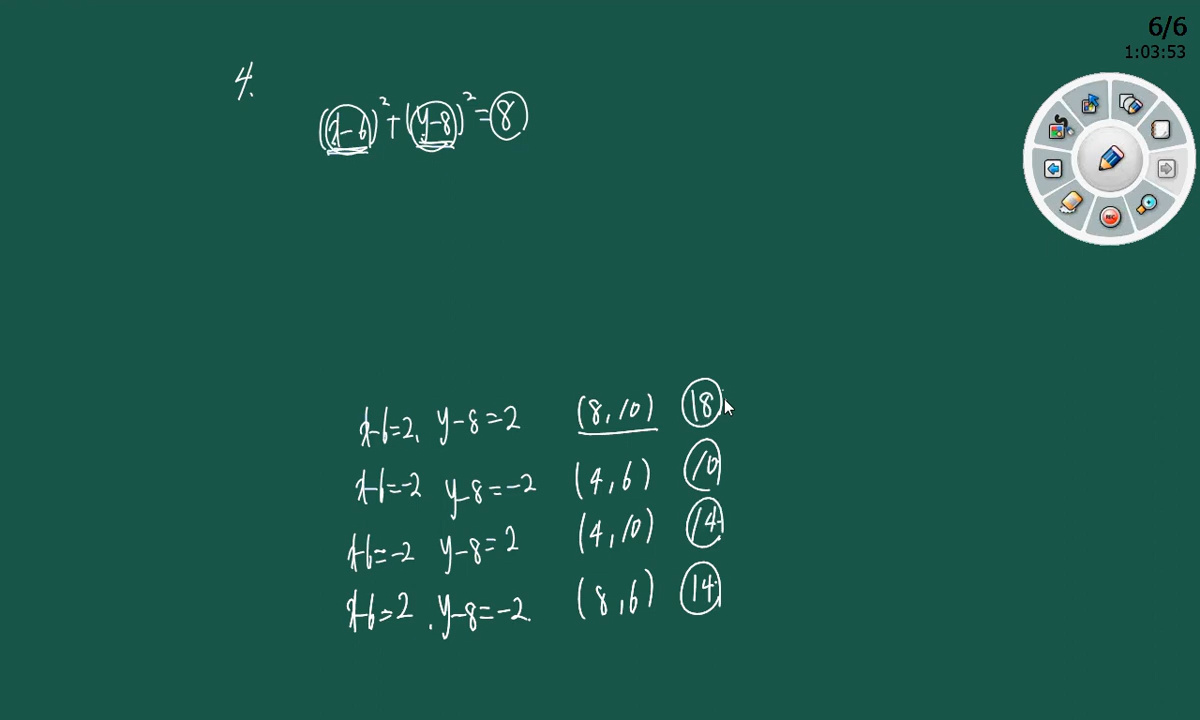 6/6
1:03:53
4.
(x-6)²+(y-8)²=8
x-6=2, y-8=2 (8,10) 18
x-6=-2 y-8=-2 (4,6) 10
x-6=-2 y-8=2 (4,10) 14
x-6=2, y-8=-2. (8,6) 14
REC